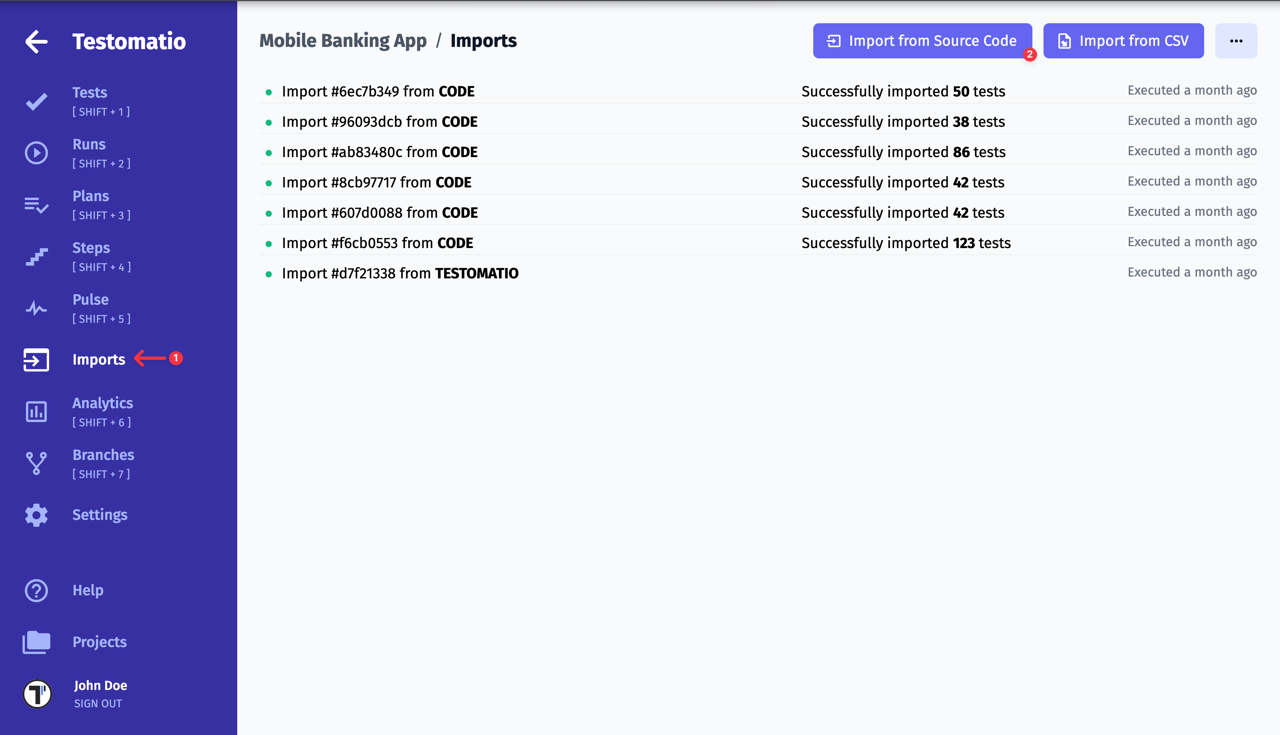 Testomatio
Tests
[ SHIFT + 1 ]
Runs
[ SHIFT + 2 ]
Plans
[ SHIFT + 3 ]
Steps
[ SHIFT + 4 ]
Pulse
[ SHIFT + 5 ]
Imports 1
Analytics
[ SHIFT + 6 ]
Branches
[ SHIFT + 7 ]
Settings
Help
Projects
John Doe
SIGN OUT
Mobile Banking App / Imports
Import from Source Code 2
Import from CSV
Import #6ec7b349 from CODE Successfully imported 50 tests Executed a month ago
Import #96093dcb from CODE Successfully imported 38 tests Executed a month ago
Import #ab83480c from CODE Successfully imported 86 tests Executed a month ago
Import #8cb97717 from CODE Successfully imported 42 tests Executed a month ago
Import #607d0088 from CODE Successfully imported 42 tests Executed a month ago
Import #f6cb0553 from CODE Successfully imported 123 tests Executed a month ago
Import #d7f21338 from TESTOMATIO Executed a month ago